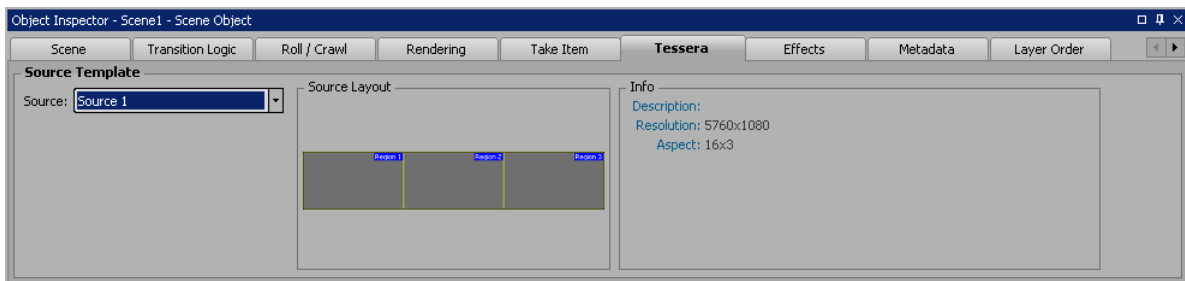 Object Inspector - Scene1 - Scene Object
Scene
Transition Logic
Roll / Crawl
Rendering
Take Item
Tessera
Effects
Metadata
Layer Order
Source Template
Source: Source 1
Source Layout
Region 1
Region 2
Region 3
Info
Description:
Resolution: 5760x1080
Aspect: 16x3